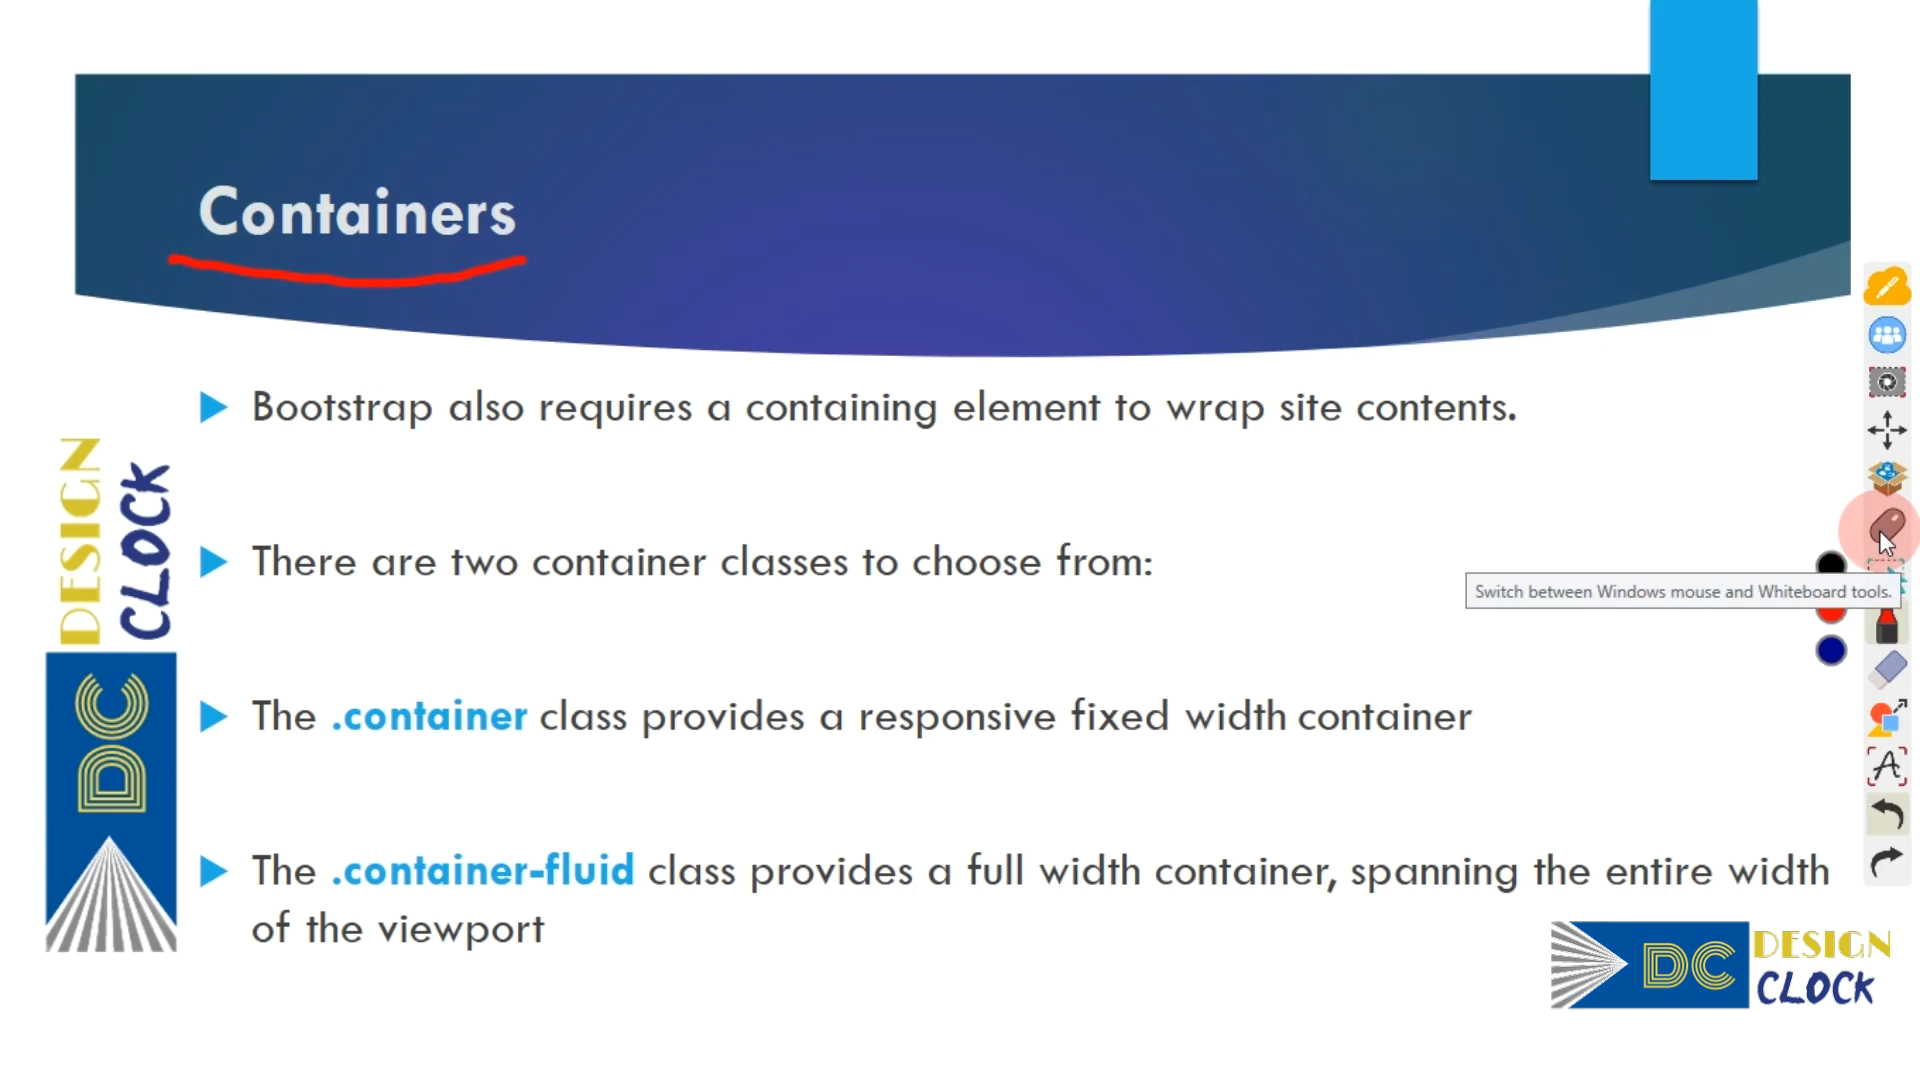 Containers
Bootstrap also requires a containing element to wrap site contents.
There are two container classes to choose from:
Switch between Windows mouse and Whiteboard tools.
The .container class provides a responsive fixed width container
The .container-fluid class provides a full width container, spanning the entire width
of the viewport
DESIGN
CLOCK
DC
DC
DESIGN
CLOCK